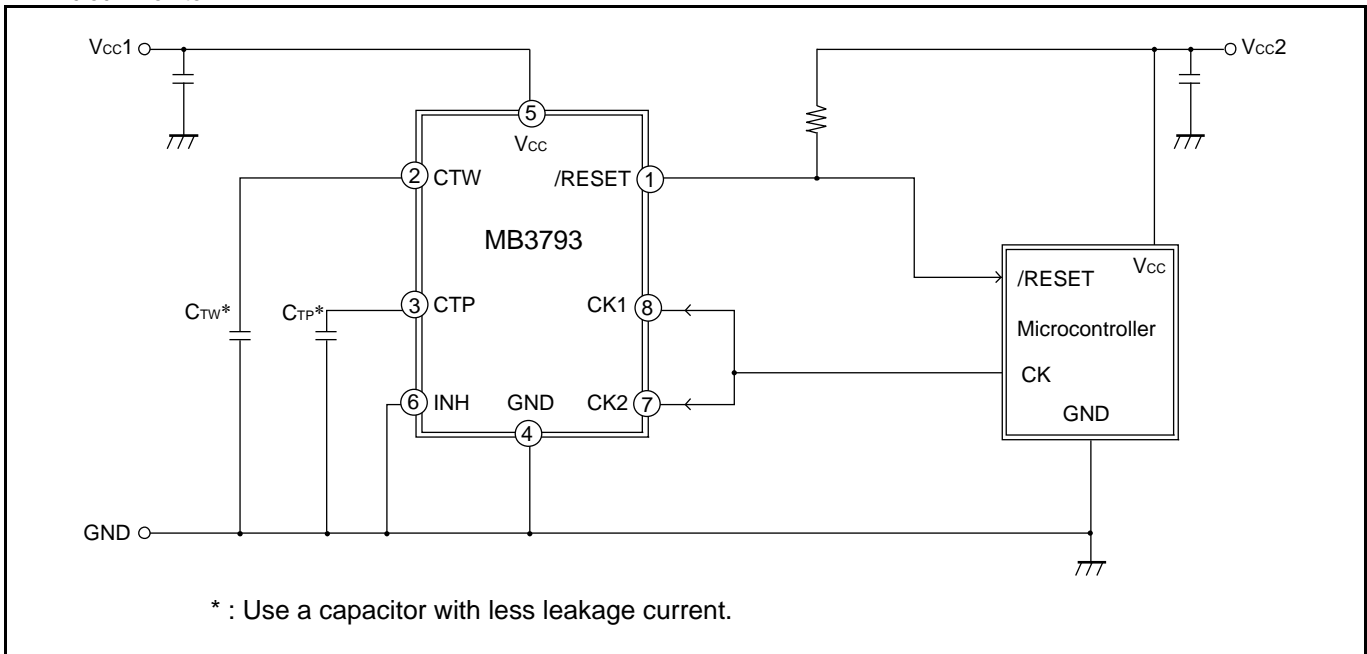 Vcc1
Vcc2
5
Vcc
2 CTW
/RESET 1
MB3793
Vcc
/RESET
CTW*
CTP*
3 CTP
CK1 8
Microcontroller
CK
6 INH
GND
CK2 7
GND
4
GND
* : Use a capacitor with less leakage current.